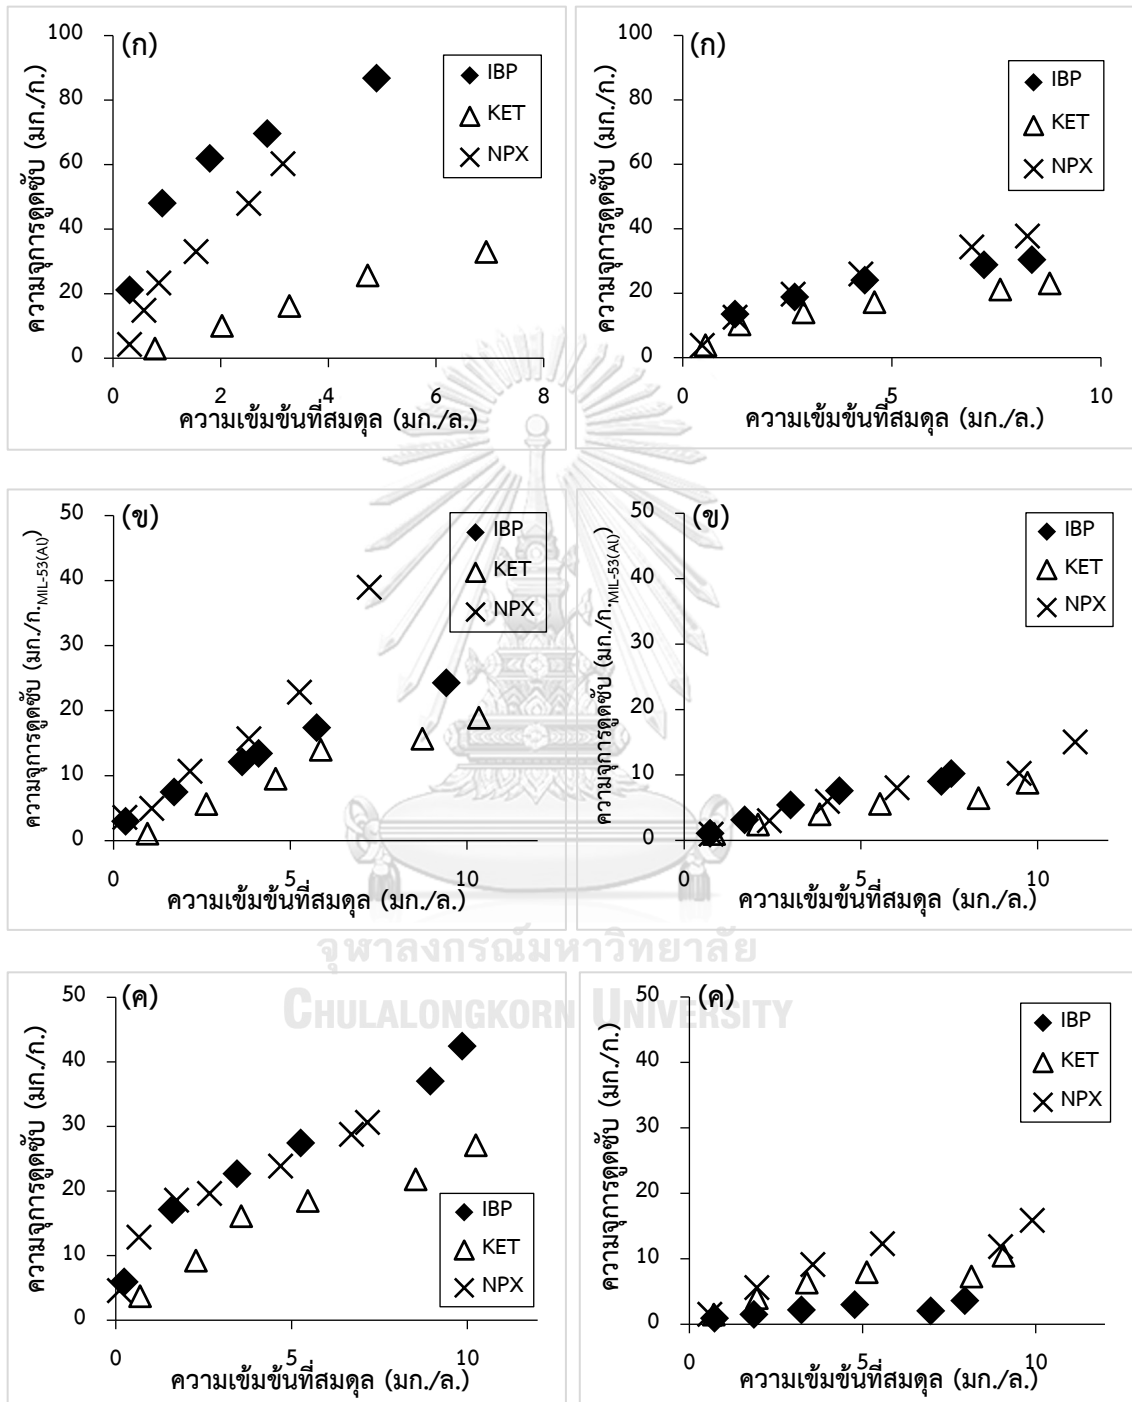 (ก)
100
80
60
40
20
0
0 2 4 6 8
ความจุการดูดซับ (มก./ก.)
ความเข้มข้นที่สมดุล (มก./ล.)
IBP
KET
NPX
(ก)
100
80
60
40
20
0
0 5 10
ความจุการดูดซับ (มก./ก.)
ความเข้มข้นที่สมดุล (มก./ล.)
IBP
KET
NPX
(ข)
50
40
30
20
10
0
0 5 10
ความจุการดูดซับ (มก./ก.MIL-53(Al))
ความเข้มข้นที่สมดุล (มก./ล.)
IBP
KET
NPX
(ข)
50
40
30
20
10
0
0 5 10
ความจุการดูดซับ (มก./ก.MIL-53(Al))
ความเข้มข้นที่สมดุล (มก./ล.)
IBP
KET
NPX
จุฬาลงกรณ์มหาวิทยาลัย
CHULALONGKORN UNIVERSITY
(ค)
50
40
30
20
10
0
0 5 10
ความจุการดูดซับ (มก./ก.)
ความเข้มข้นที่สมดุล (มก./ล.)
IBP
KET
NPX
(ค)
50
40
30
20
10
0
0 5 10
ความจุการดูดซับ (มก./ก.)
ความเข้มข้นที่สมดุล (มก./ล.)
IBP
KET
NPX